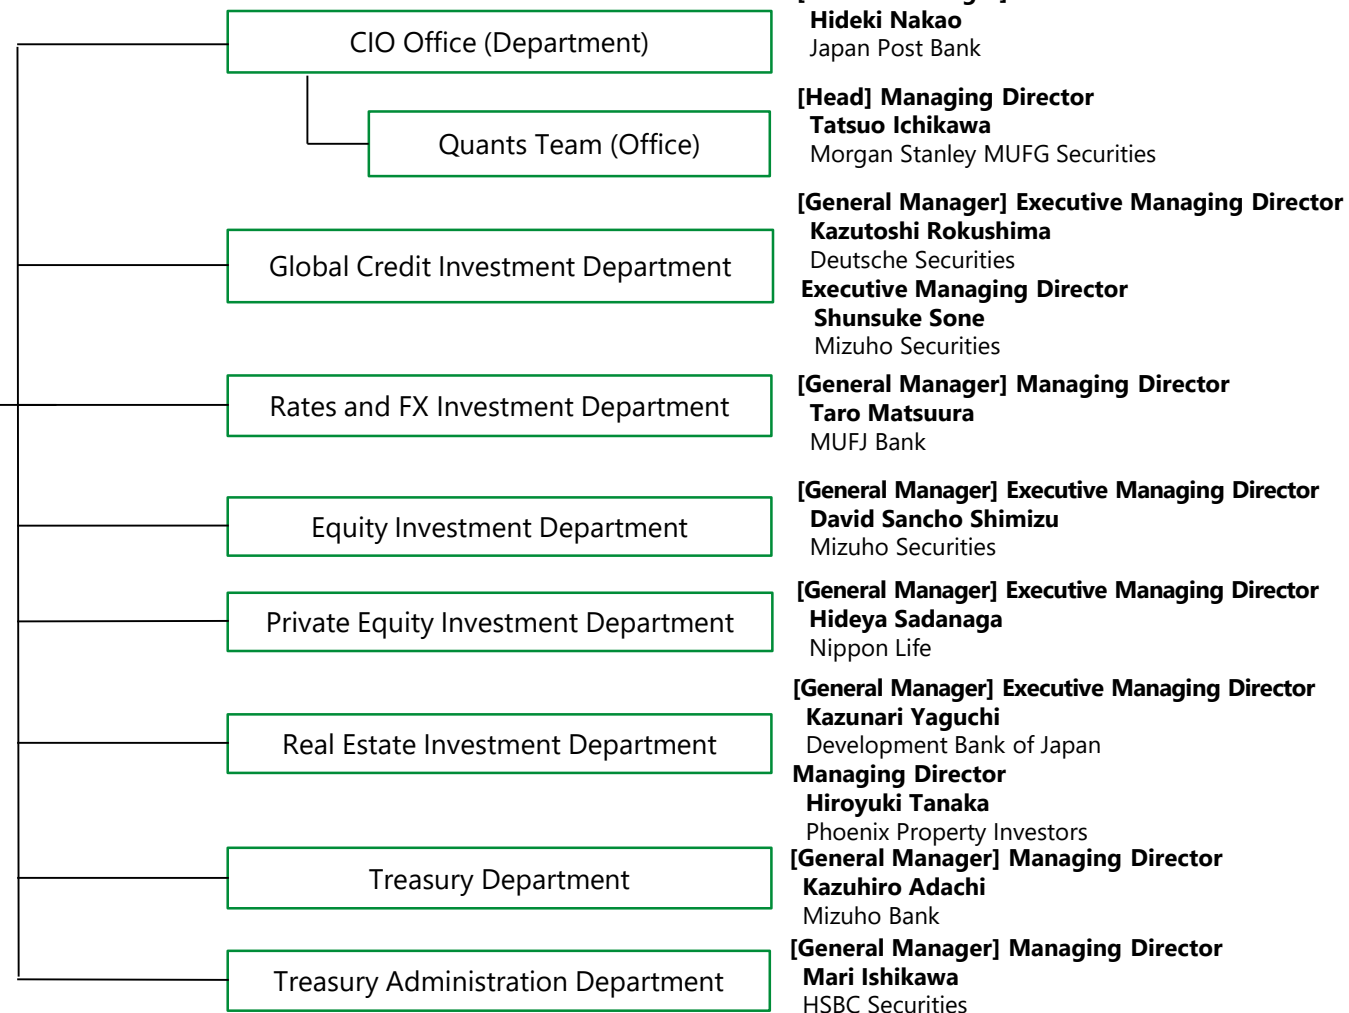 Hideki Nakao
CIO Office (Department)
Japan Post Bank
[Head] Managing Director
Tatsuo Ichikawa
Quants Team (Office)
Morgan Stanley MUFG Securities
[General Manager] Executive Managing Director
Kazutoshi Rokushima
Global Credit Investment Department
Deutsche Securities
Executive Managing Director
Shunsuke Sone
Mizuho Securities
[General Manager] Managing Director
Rates and FX Investment Department
Taro Matsuura
MUFJ Bank
[General Manager] Executive Managing Director
Equity Investment Department
David Sancho Shimizu
Mizuho Securities
[General Manager] Executive Managing Director
Private Equity Investment Department
Hideya Sadanaga
Nippon Life
[General Manager] Executive Managing Director
Kazunari Yaguchi
Real Estate Investment Department
Development Bank of Japan
Managing Director
Hiroyuki Tanaka
Phoenix Property Investors
[General Manager] Managing Director
Treasury Department
Kazuhiro Adachi
Mizuho Bank
[General Manager] Managing Director
Treasury Administration Department
Mari Ishikawa
HSBC Securities